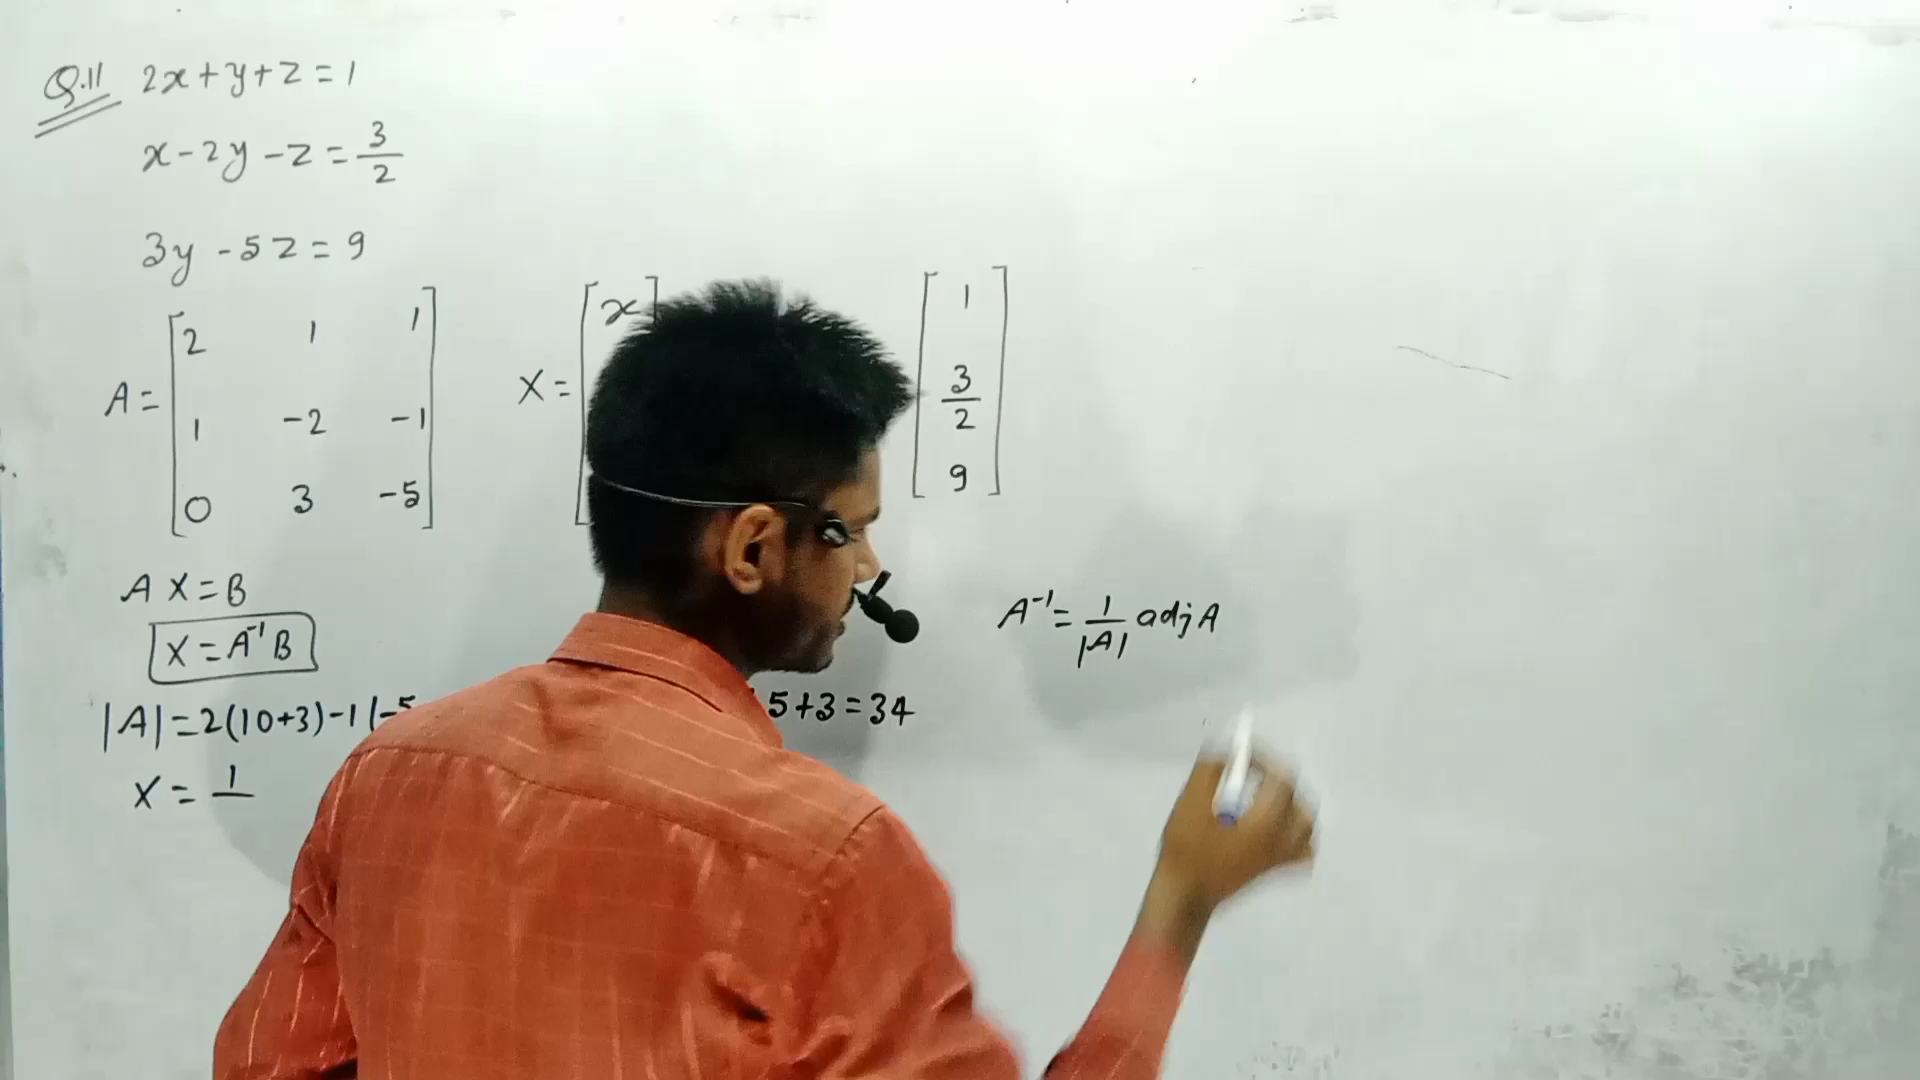 Q.11 2x+y+z=1
x-2y-z=3/2
3y-5z=9
A=[2 1 1
1 -2 -1
0 3 -5]
X=[x]
[1
3/2
9]
AX=B
X=A⁻¹B
A⁻¹=1/|A| adjA
|A|=2(10+3)-1(-5 5+3=34
X=1